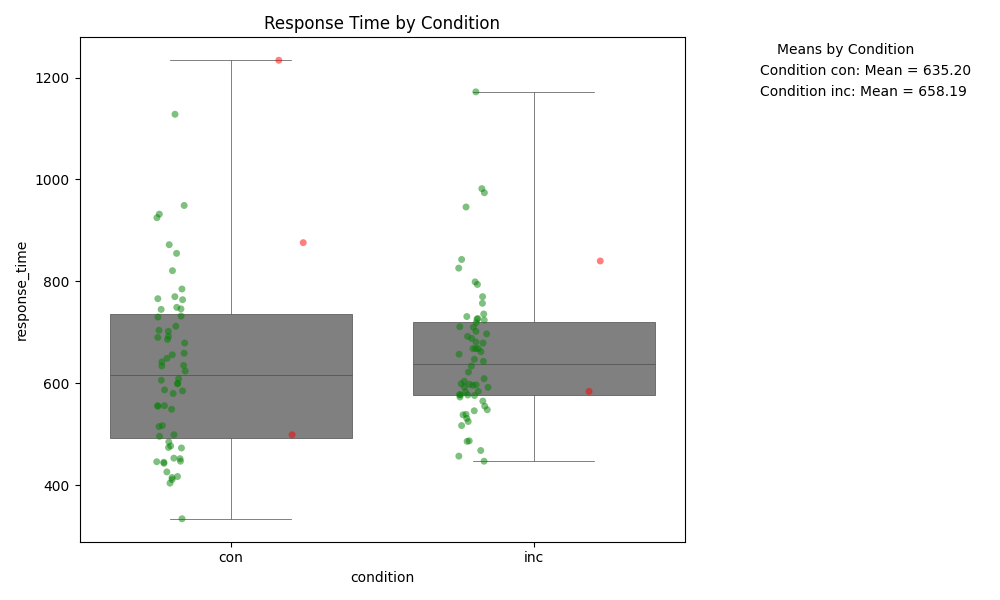 Response Time by Condition
Means by Condition
Condition con: Mean = 635.20
Condition inc: Mean = 658.19
response_time
1200
1000
800
600
400
con
inc
condition